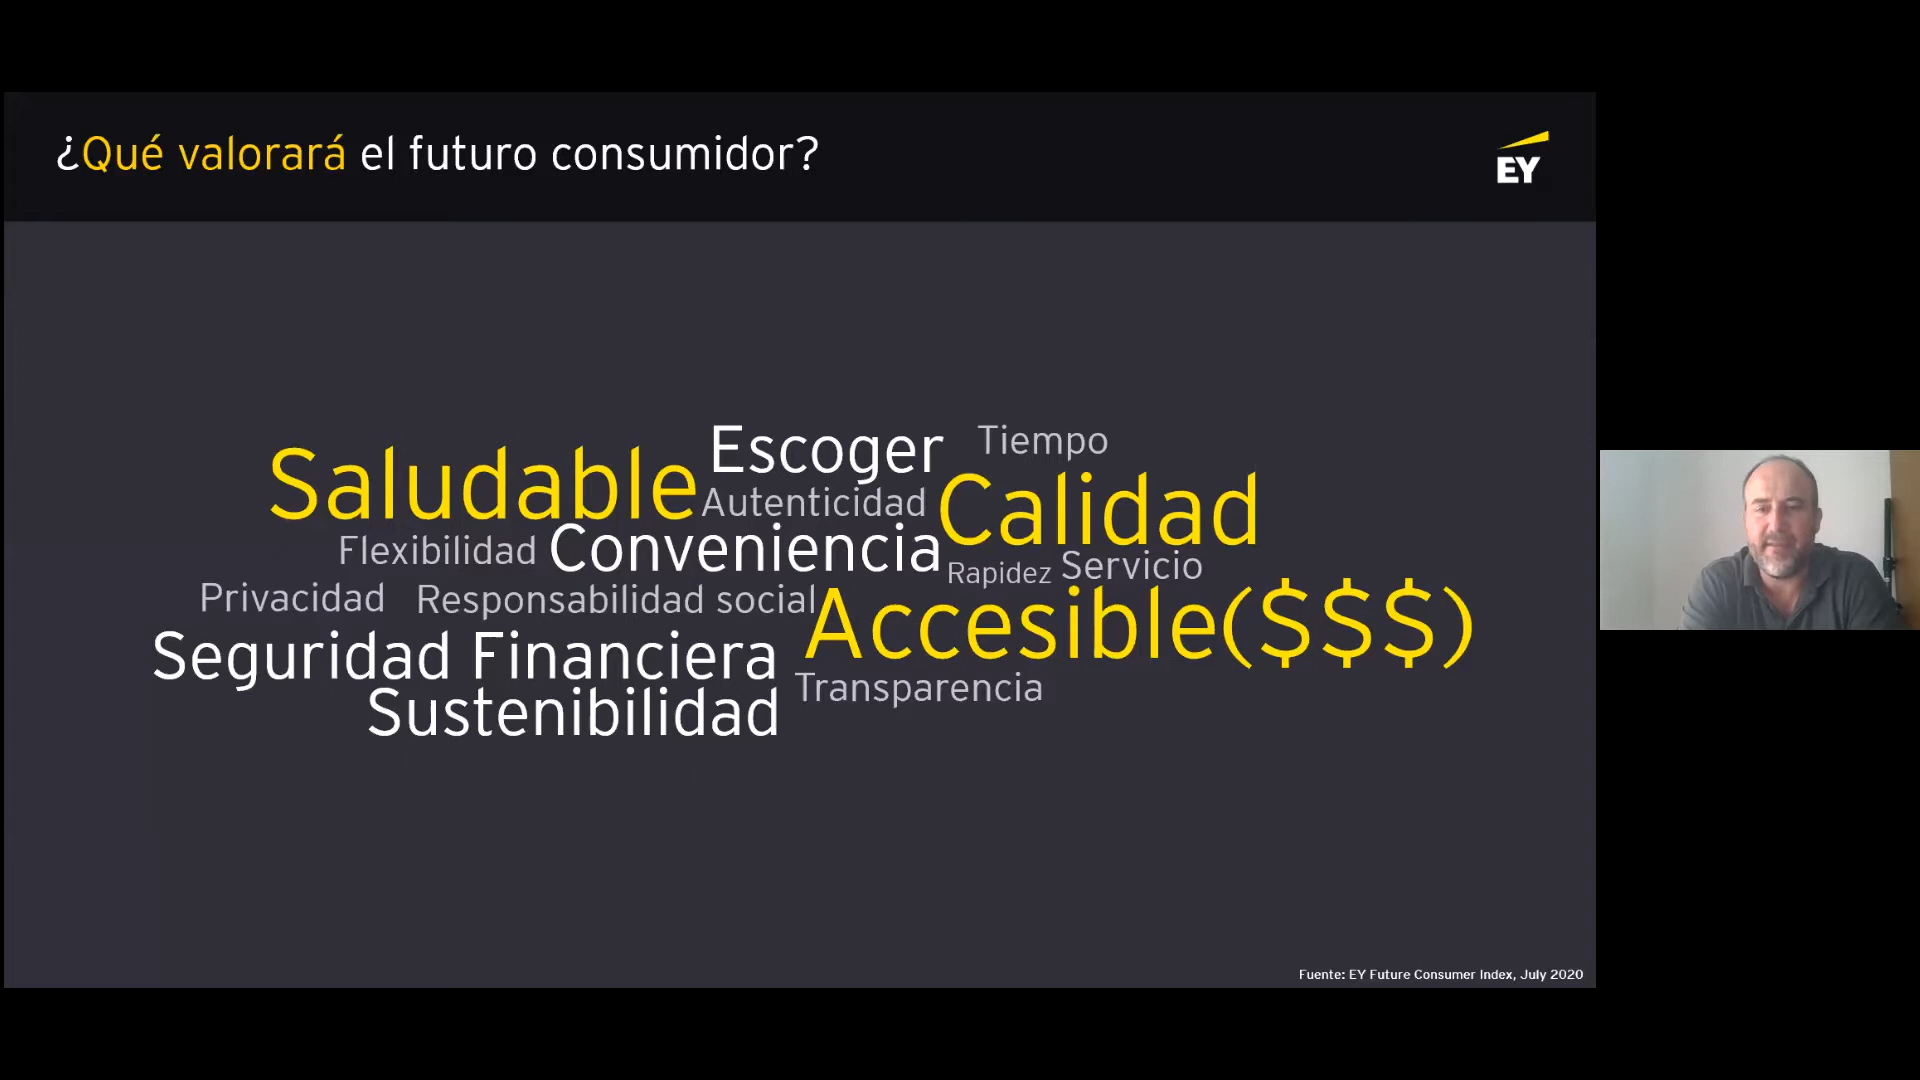 ¿Qué valorará el futuro consumidor?
EY
Escoger
Tiempo
Saludable
Autenticidad
Calidad
Flexibilidad
Conveniencia
Rapidez
Servicio
Privacidad
Responsabilidad social
Accesible($$$)
Seguridad Financiera
Transparencia
Sustenibilidad
Fuente: EY Future Consumer Index, July 2020